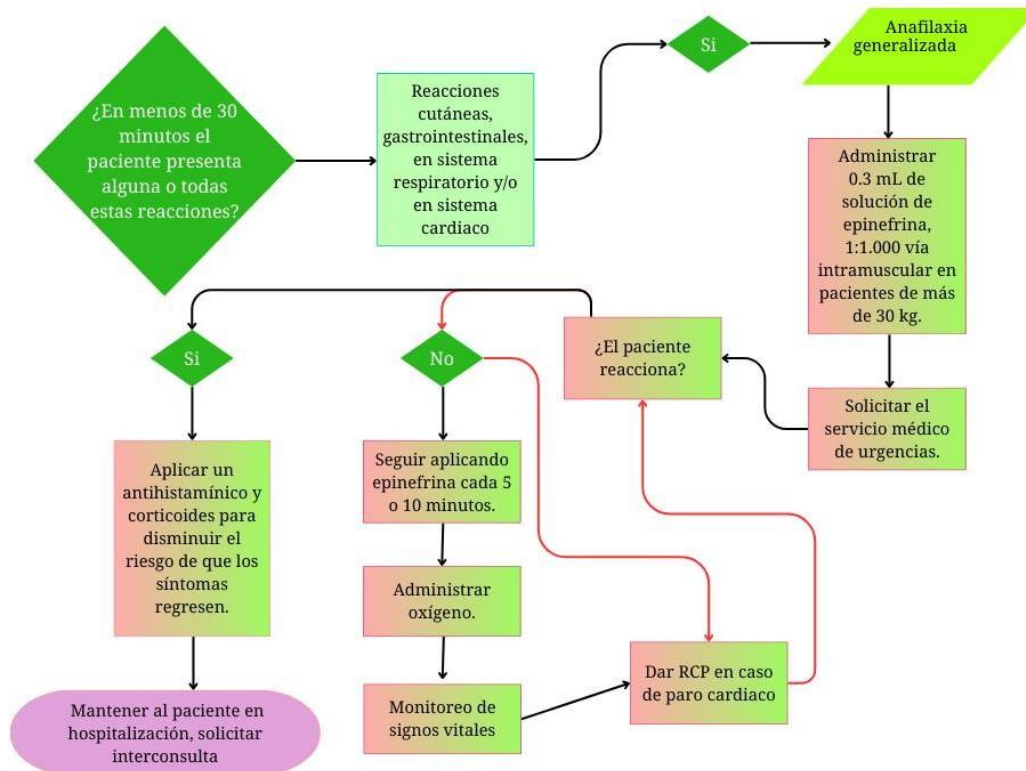 ¿En menos de 30
minutos el
paciente presenta
alguna o todas
estas reacciones?
Reacciones
cutáneas,
gastrointestinales,
en sistema
respiratorio y/o
en sistema
cardiaco
Si
Anafilaxia
generalizada
Administrar
0.3 mL de
solución de
epinefrina,
1:1.000 vía
intramuscular en
pacientes de más
de 30 kg.
Solicitar el
servicio médico
de urgencias.
¿El paciente
reacciona?
Si
Aplicar un
antihistamínico y
corticoides para
disminuir el
riesgo de que los
síntomas
regresen.
Mantener al paciente en
hospitalización, solicitar
interconsulta
No
Seguir aplicando
epinefrina cada 5
o 10 minutos.
Administrar
oxígeno.
Monitoreo de
signos vitales
Dar RCP en caso
de paro cardiaco